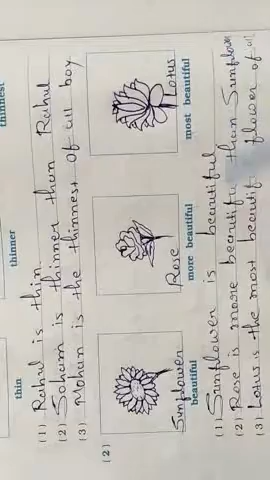 thin thinner thinnest
(1) Rahul is thin.
(2) Soham is thinner than Rahul
(3) Mohan is the thinnest of all boy
(2)
Sunflower Rose Lotus
beautiful more beautiful most beautiful
(1) Sunflower is beautiful
(2) Rose is more beautiful than Sunflow
(3) Lotus is the most beautif flower of